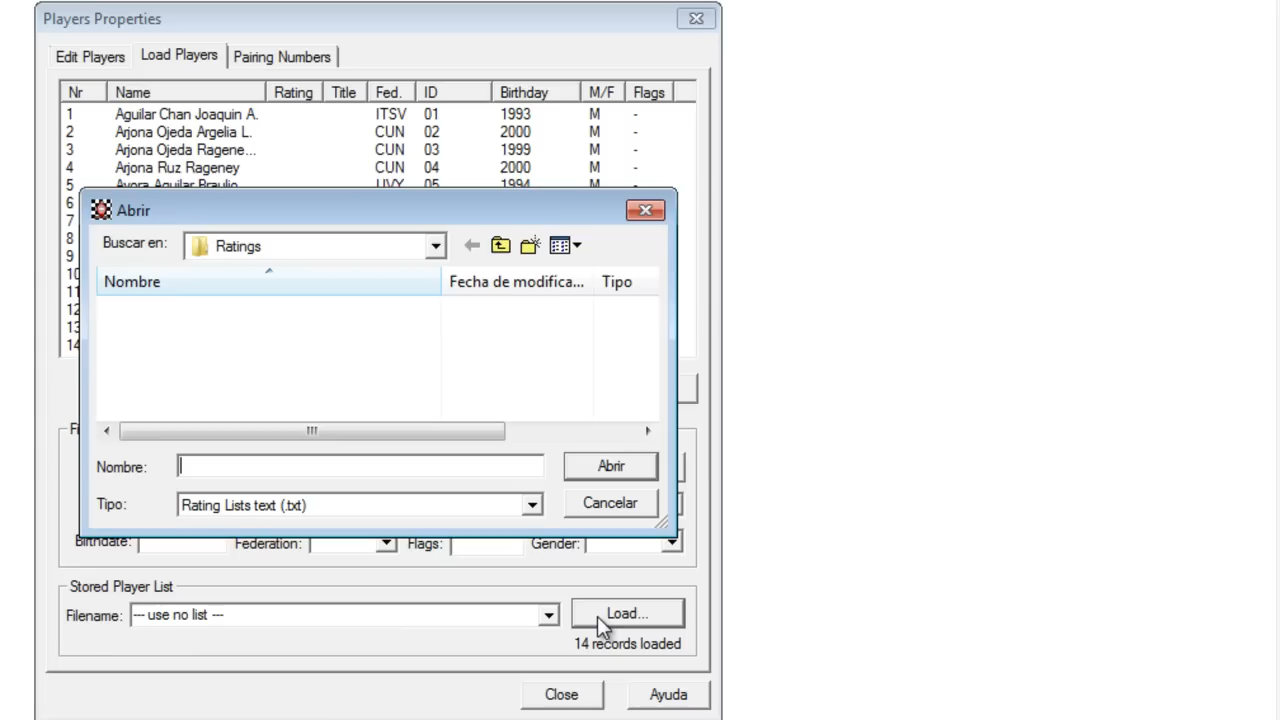 Players Properties
Edit Players Load Players Pairing Numbers
Nr Name Rating Title Fed. ID Birthday M/F Flags
1 Aguilar Chan Joaquin A. ITSV 01 1993 M -
2 Arjona Ojeda Argelia L. CUN 02 2000 M -
3 Arjona Ojeda Ragene... CUN 03 1999 M -
4 Arjona Ruz Rageney CUN 04 2000 M -
5 Ayora Aguilar Braulio UVY 05 1994 M -
6
7
8
9
10
11
12
13
14
Abrir
Buscar en: Ratings
Nombre Fecha de modifica... Tipo
Nombre: Abrir
Tipo: Rating Lists text (.txt) Cancelar
Birthdate: Federation: Flags: Gender:
Stored Player List
Filename: --- use no list --- Load...
14 records loaded
Close Ayuda